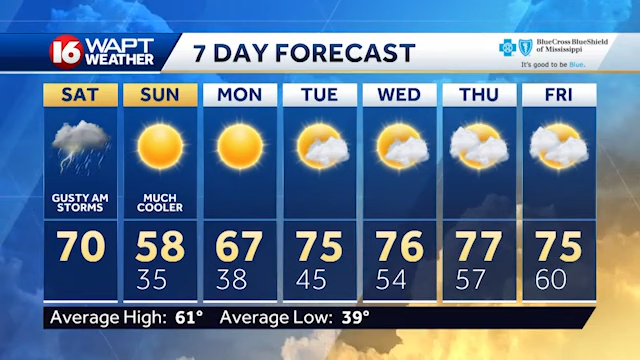 16 WAPT WEATHER
7 DAY FORECAST
BlueCross BlueShield
of Mississippi
It's good to be Blue.
SAT SUN MON TUE WED THU FRI
GUSTY AM STORMS
MUCH COOLER
70 58 67 75 76 77 75
35 38 45 54 57 60
Average High: 61° Average Low: 39°